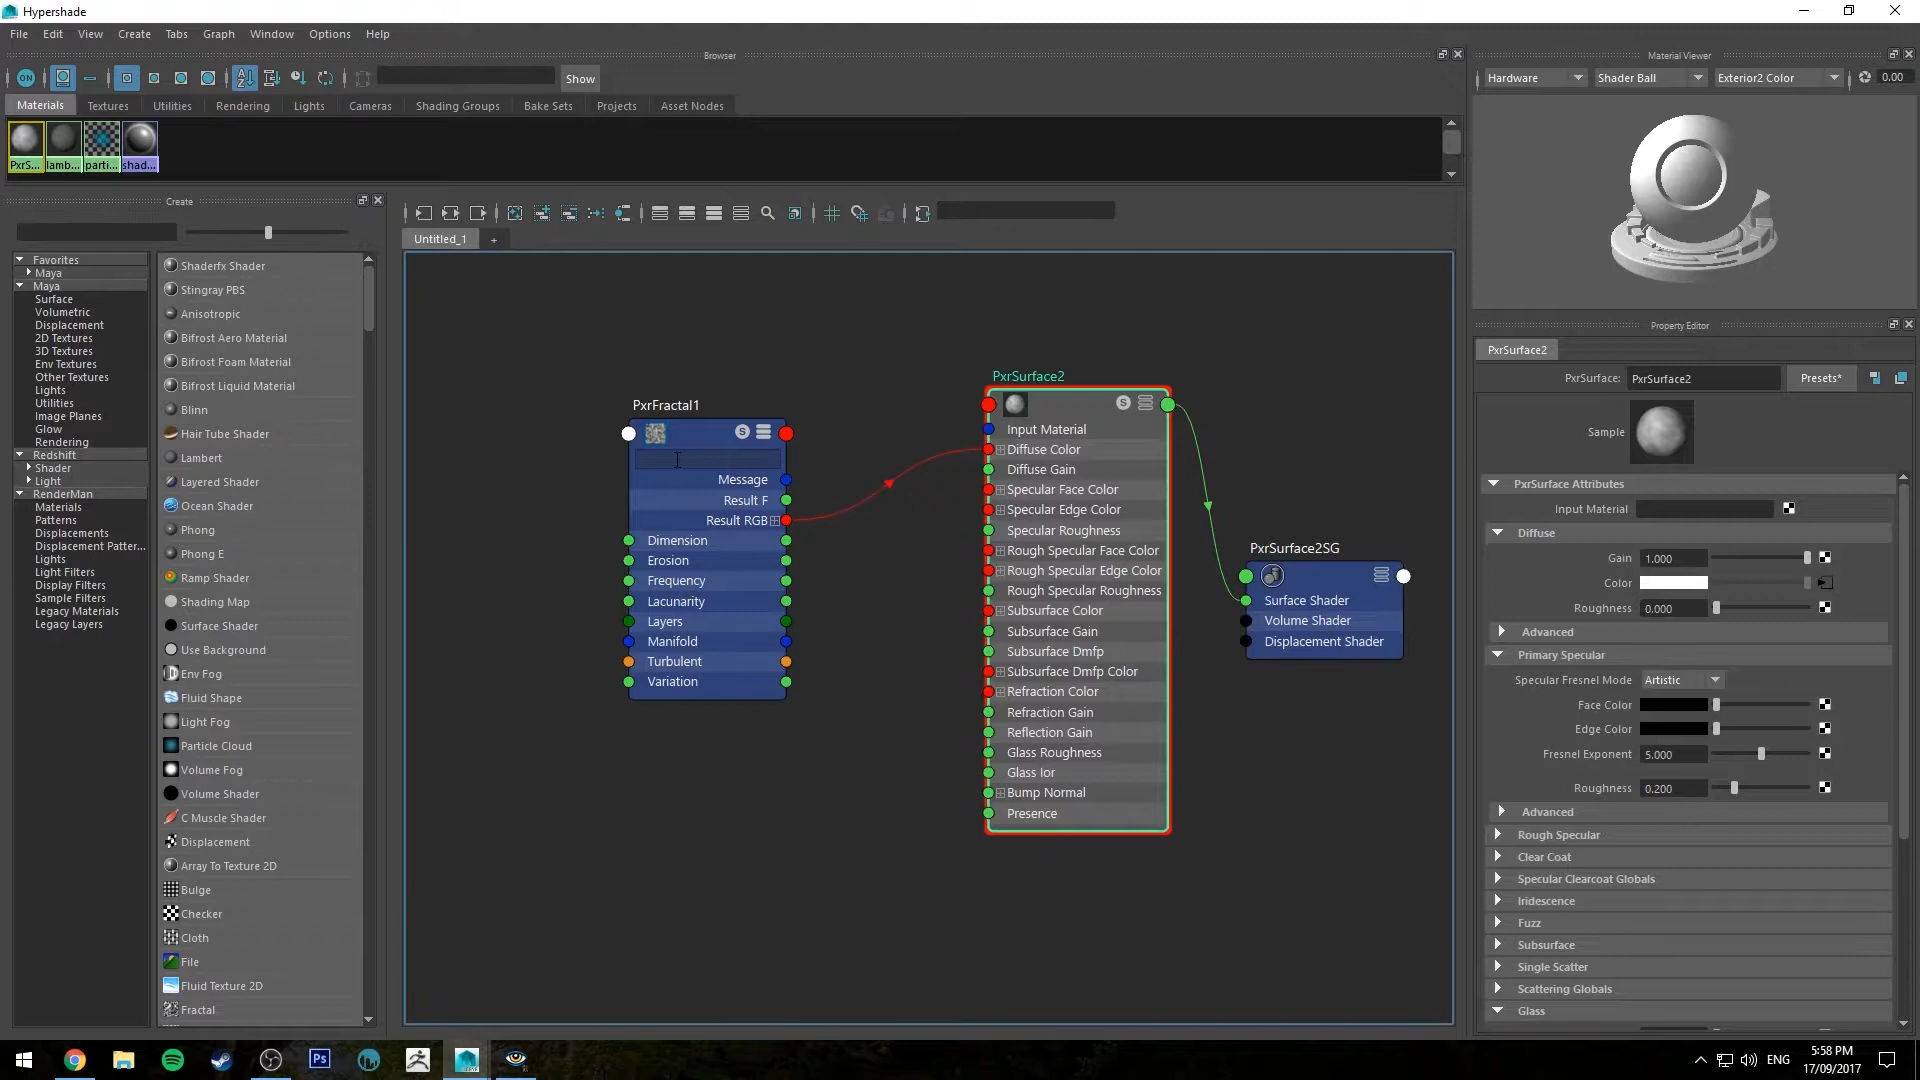 Hypershade
File Edit View Create Tabs Graph Window Options Help
Browser
ON Show
Materials Textures Utilities Rendering Lights Cameras Shading Groups Bake Sets Projects Asset Nodes
PxrS... lamb... parti... shad...
Create
Untitled_1 +
Favorites
Maya
Maya
Surface
Volumetric
Displacement
2D Textures
3D Textures
Env Textures
Other Textures
Lights
Utilities
Image Planes
Glow
Rendering
Redshift
Shader
Light
RenderMan
Materials
Patterns
Displacements
Displacement Patter...
Lights
Light Filters
Display Filters
Sample Filters
Legacy Materials
Legacy Layers
Shaderfx Shader
Stingray PBS
Anisotropic
Bifrost Aero Material
Bifrost Foam Material
Bifrost Liquid Material
Blinn
Hair Tube Shader
Lambert
Layered Shader
Ocean Shader
Phong
Phong E
Ramp Shader
Shading Map
Surface Shader
Use Background
Env Fog
Fluid Shape
Light Fog
Particle Cloud
Volume Fog
Volume Shader
C Muscle Shader
Displacement
Array To Texture 2D
Bulge
Checker
Cloth
File
Fluid Texture 2D
Fractal
PxrFractal1
S
Message
Result F
Result RGB
Dimension
Erosion
Frequency
Lacunarity
Layers
Manifold
Turbulent
Variation
PxrSurface2
S
Input Material
Diffuse Color
Diffuse Gain
Specular Face Color
Specular Edge Color
Specular Roughness
Rough Specular Face Color
Rough Specular Edge Color
Rough Specular Roughness
Subsurface Color
Subsurface Gain
Subsurface Dmfp
Subsurface Dmfp Color
Refraction Color
Refraction Gain
Reflection Gain
Glass Roughness
Glass Ior
Bump Normal
Presence
PxrSurface2SG
Surface Shader
Volume Shader
Displacement Shader
Material Viewer
Hardware Shader Ball Exterior2 Color 0.00
Property Editor
PxrSurface2
PxrSurface: PxrSurface2 Presets*
Sample
PxrSurface Attributes
Input Material
Diffuse
Gain 1.000
Color
Roughness 0.000
Advanced
Primary Specular
Specular Fresnel Mode Artistic
Face Color
Edge Color
Fresnel Exponent 5.000
Roughness 0.200
Advanced
Rough Specular
Clear Coat
Specular Clearcoat Globals
Iridescence
Fuzz
Subsurface
Single Scatter
Scattering Globals
Glass
Ps
ENG
5:58 PM
17/09/2017